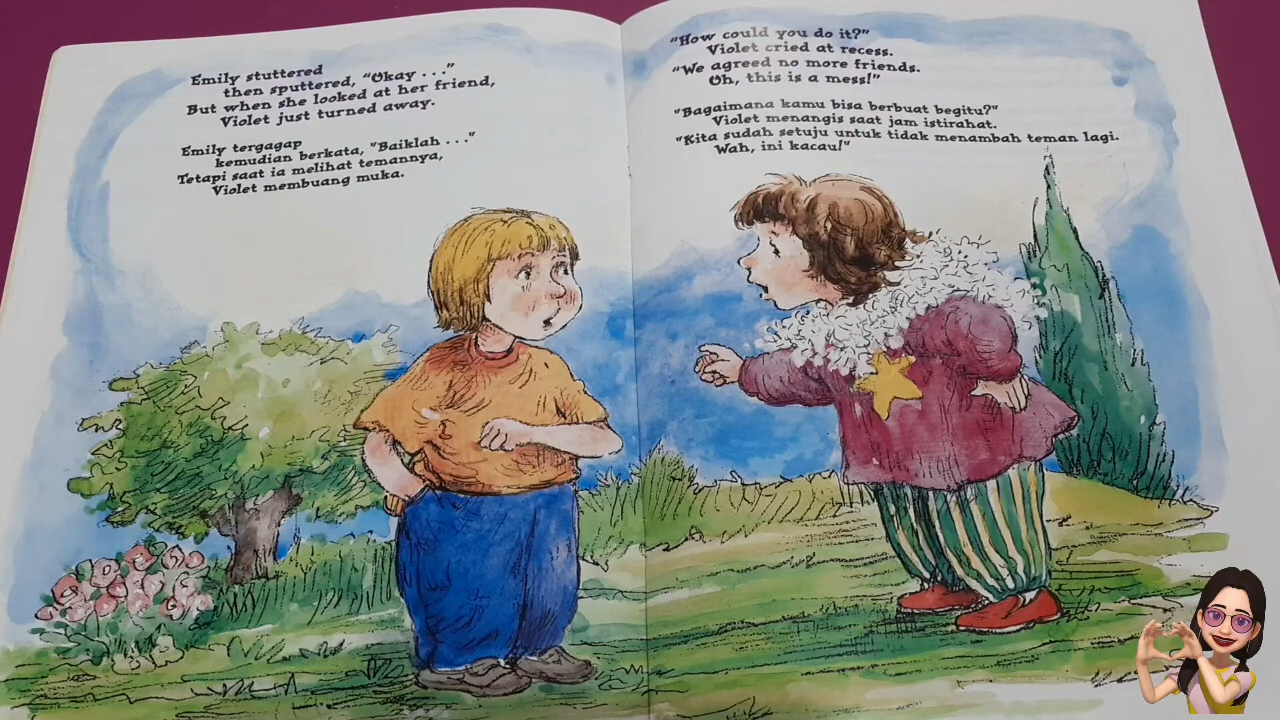 Emily stuttered
then sputtered, "Okay . . ."
But when she looked at her friend,
Violet just turned away.
Emily tergagap
kemudian berkata, "Baiklah . . ."
Tetapi saat ia melihat temannya,
Violet membuang muka.
"How could you do it?"
Violet cried at recess.
"We agreed no more friends.
Oh, this is a mess!"
"Bagaimana kamu bisa berbuat begitu?"
Violet menangis saat jam istirahat.
"Kita sudah setuju untuk tidak menambah teman lagi.
Wah, ini kacau!"